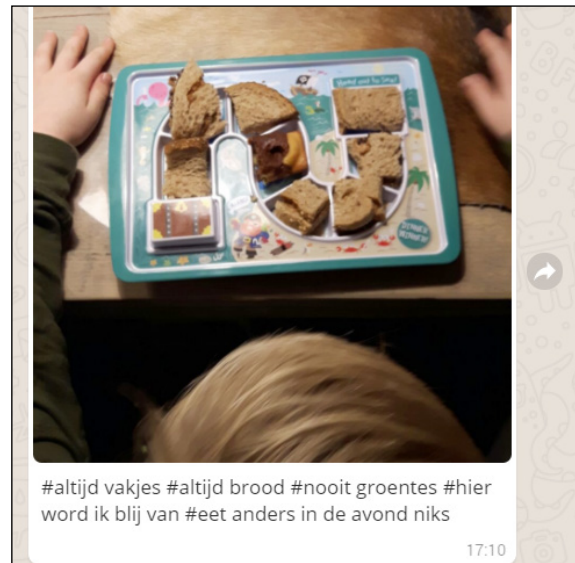 #altijd vakjes #altijd brood #nooit groentes #hier
word ik blij van #eet anders in de avond niks
17:10